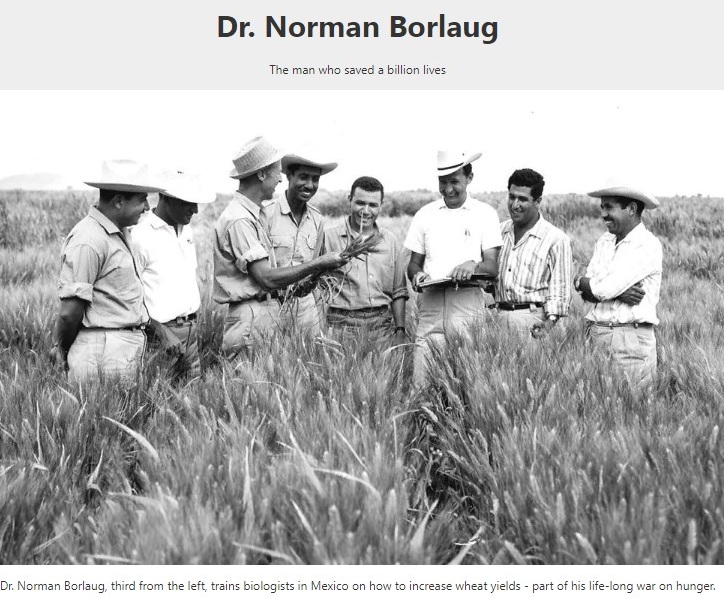 Dr. Norman Borlaug
The man who saved a billion lives
Dr. Norman Borlaug, third from the left, trains biologists in Mexico on how to increase wheat yields - part of his life-long war on hunger.